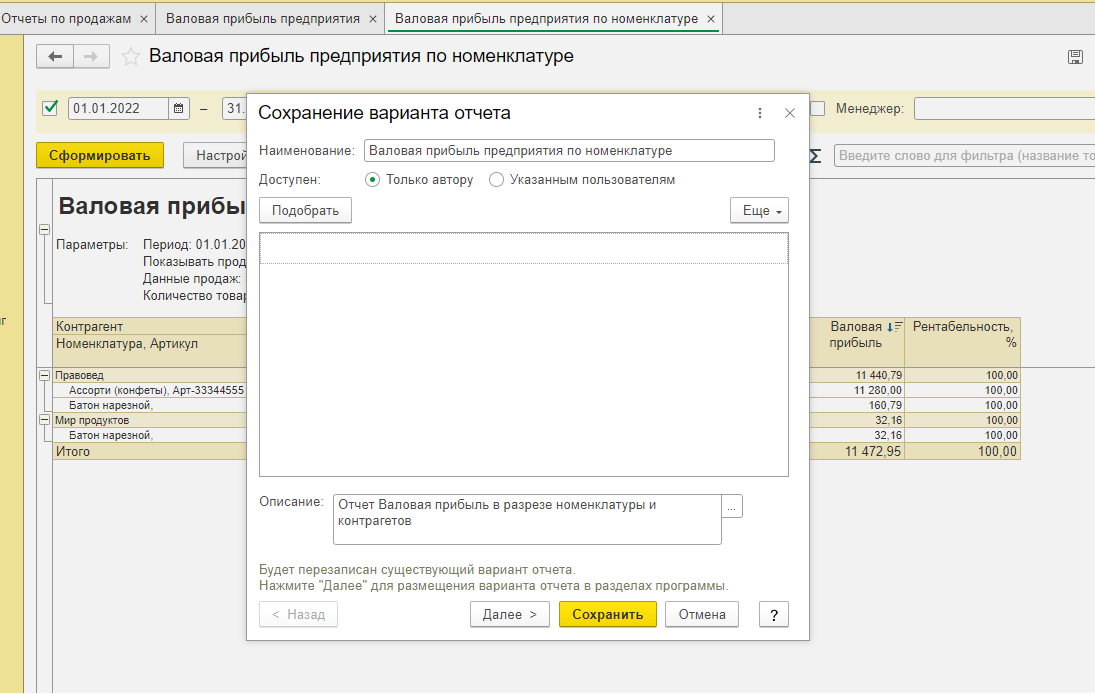 Отчеты по продажам × Валовая прибыль предприятия × Валовая прибыль предприятия по номенклатуре ×
Валовая прибыль предприятия по номенклатуре
01.01.2022 – 31. Менеджер:
Сохранение варианта отчета
Сформировать Настрой Σ Введите слово для фильтра (название то
Наименование: Валовая прибыль предприятия по номенклатуре
Доступен: Только автору Указанным пользователям
Подобрать Еще
Валовая прибы
Параметры: Период: 01.01.20
Показывать прод
Данные продаж:
Количество товар
Контрагент Валовая прибыль Рентабельность, %
Номенклатура, Артикул
Правовед 11 440,79 100,00
Ассорти (конфеты), Арт-33344555 11 280,00 100,00
Батон нарезной, 160,79 100,00
Мир продуктов 32,16 100,00
Батон нарезной, 32,16 100,00
Итого 11 472,95 100,00
Описание: Отчет Валовая прибыль в разрезе номенклатуры и
контрагетов
...
Будет перезаписан существующий вариант отчета.
Нажмите "Далее" для размещения варианта отчета в разделах программы.
< Назад Далее > Сохранить Отмена ?